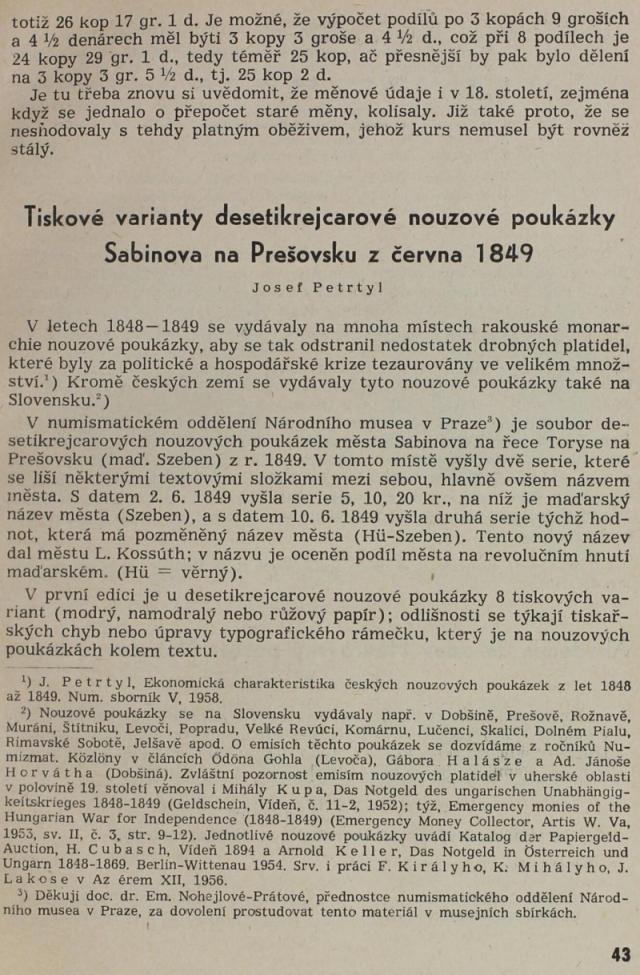 totiž 26 kop 17 gr. 1 d. Je možné, že výpočet podílů po 3 kopách 9 groších
a 4 ½ denárech měl býti 3 kopy 3 groše a 4 ½ d., což při 8 podílech je
24 kopy 29 gr. 1 d., tedy téměř 25 kop, ač přesnější by pak bylo dělení
na 3 kopy 3 gr. 5 ½ d., tj. 25 kop 2 d.
Je tu třeba znovu si uvědomit, že měnové údaje i v 18. století, zejména
když se jednalo o přepočet staré měny, kolísaly. Již také proto, že se
neshodovaly s tehdy platným oběživem, jehož kurs nemusel být rovněž
stálý.
Tiskové varianty desetikrejcarové nouzové poukázky
Sabinova na Prešovsku z června 1849
Josef Petrtyl
V letech 1848—1849 se vydávaly na mnoha místech rakouské monar-
chie nouzové poukázky, aby se tak odstranil nedostatek drobných platidel,
které byly za politické a hospodářské krize tezaurovány ve velikém množ-
ství.¹) Kromě českých zemí se vydávaly tyto nouzové poukázky také na
Slovensku.²)
V numismatickém oddělení Národního musea v Praze³) je soubor de-
setikrejcarových nouzových poukázek města Sabinova na řece Toryse na
Prešovsku (maď. Szeben) z r. 1849. V tomto místě vyšly dvě serie, které
se liší některými textovými složkami mezi sebou, hlavně ovšem názvem
města. S datem 2. 6. 1849 vyšla serie 5, 10, 20 kr., na níž je maďarský
název města (Szeben), a s datem 10. 6. 1849 vyšla druhá serie týchž hod-
not, která má pozměněný název města (Hü-Szeben). Tento nový název
dal městu L. Kossúth; v názvu je oceněn podíl města na revolučním hnutí
maďarském. (Hü = věrný).
V první edici je u desetikrejcarové nouzové poukázky 8 tiskových va-
riant (modrý, namodralý nebo růžový papír); odlišnosti se týkají tiskař-
ských chyb nebo úpravy typografického rámečku, který je na nouzových
poukázkách kolem textu.
¹) J. Petrtyl, Ekonomická charakteristika českých nouzových poukázek z let 1848
až 1849. Num. sborník V, 1958.
²) Nouzové poukázky se na Slovensku vydávaly např. v Dobšině, Prešově, Rožnavě,
Muráni, Štítniku, Levoči, Popradu, Velké Revúci, Komárnu, Lučenci, Skalici, Dolném Pialu,
Rimavské Sobotě, Jelšavě apod. O emisích těchto poukázek se dozvídáme z ročníků Nu-
mizmat. Közlöny v článcích Ödöna Gohla (Levoča), Gábora Halásze a Ad. Jánoše
Horvátha (Dobšiná). Zvláštní pozornost emisím nouzových platidel v uherské oblasti
v polovině 19. století věnoval i Mihály Kupa, Das Notgeld des ungarischen Unabhängig-
keitskrieges 1848-1849 (Geldschein, Vídeň, č. 11-2, 1952); týž, Emergency monies of the
Hungarian War for Independence (1848-1849) (Emergency Money Collector, Artis W. Va,
1953, sv. II, č. 3, str. 9-12). Jednotlivé nouzové poukázky uvádí Katalog der Papiergeld-
Auction, H. Cubasch, Vídeň 1894 a Arnold Keller, Das Notgeld in Österreich und
Ungarn 1848-1869. Berlin-Wittenau 1954. Srv. i práci F. Királyho, K. Mihályho, J.
Lakose v Az érem XII, 1956.
³) Děkuji doc. dr. Em. Nohejlové-Prátové, přednostce numismatického oddělení Národ-
ního musea v Praze, za dovolení prostudovat tento materiál v musejních sbírkách.
43